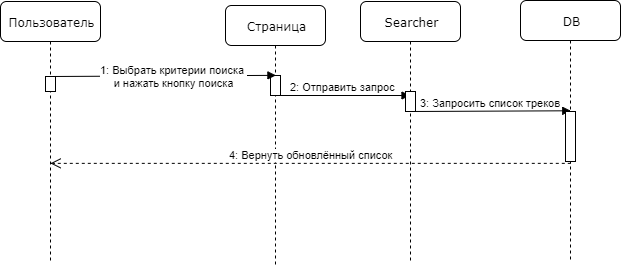 Пользователь
Страница
Searcher
DB
1: Выбрать критерии поиска
и нажать кнопку поиска
2: Отправить запрос
3: Запросить список треков
4: Вернуть обновлённый список